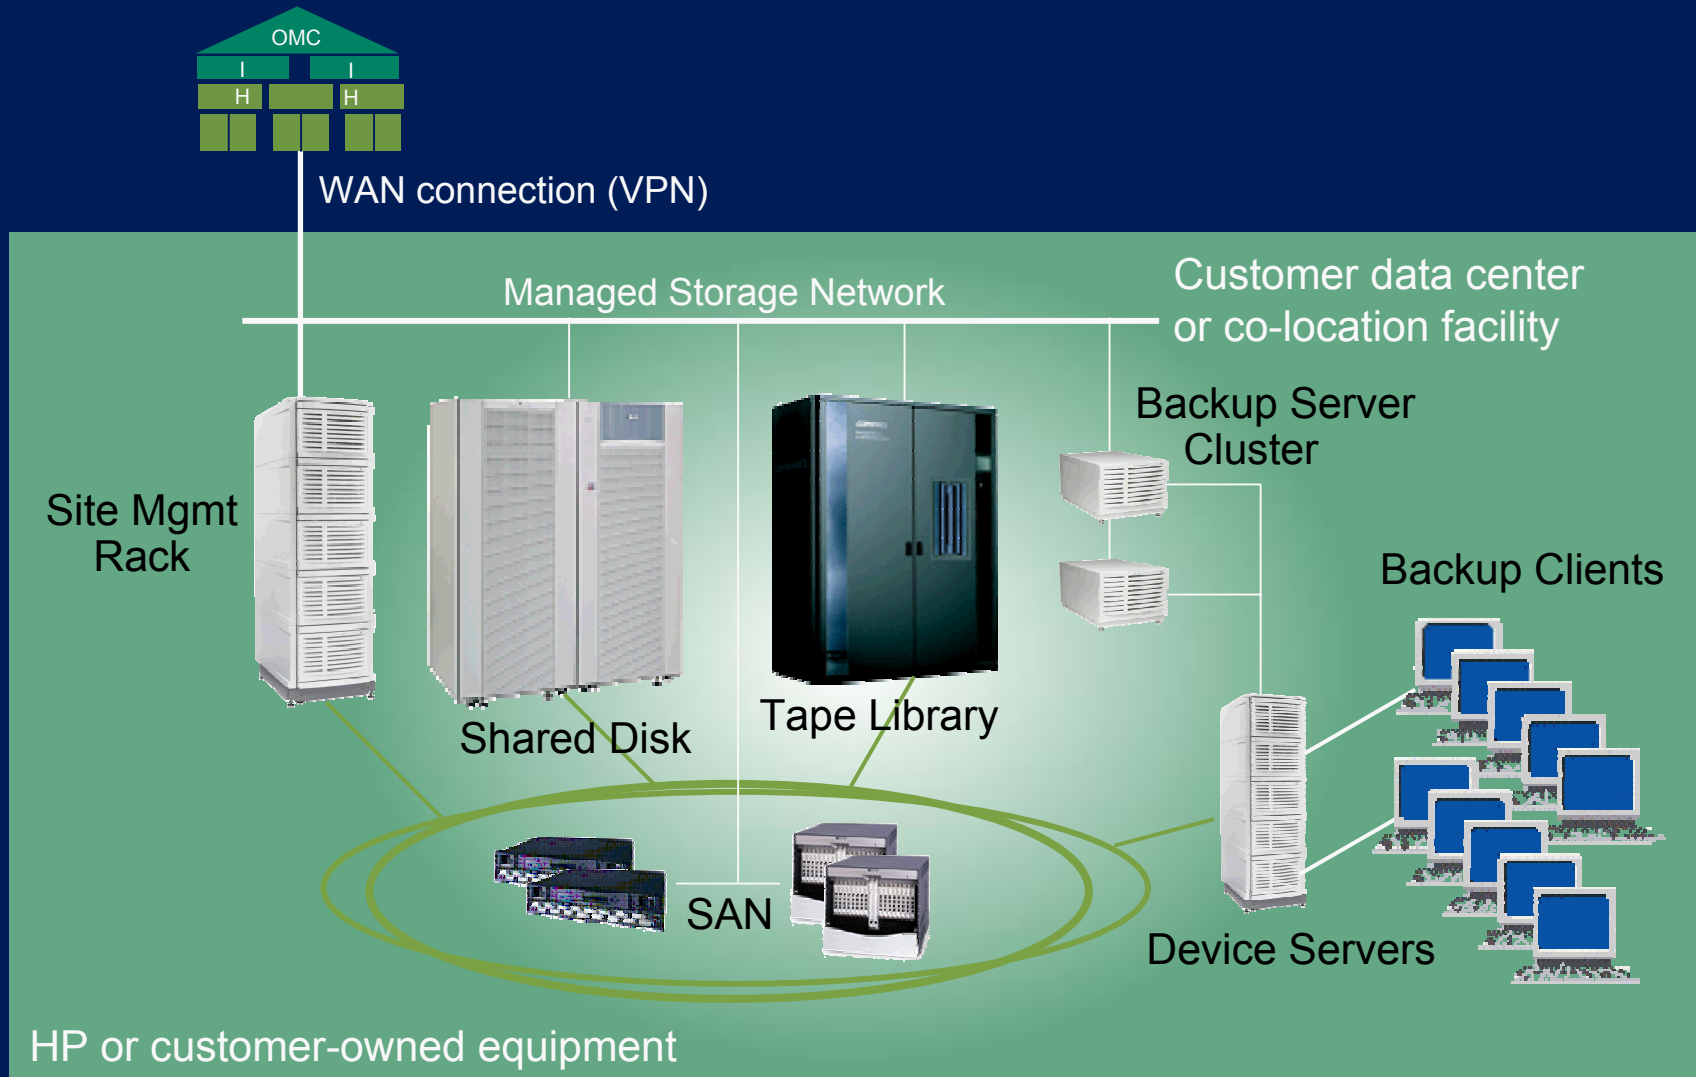 OMC
I I
H H
WAN connection (VPN)
Managed Storage Network
Customer data center
or co-location facility
Backup Server
Cluster
Site Mgmt
Rack
Backup Clients
Shared Disk
Tape Library
SAN
Device Servers
HP or customer-owned equipment